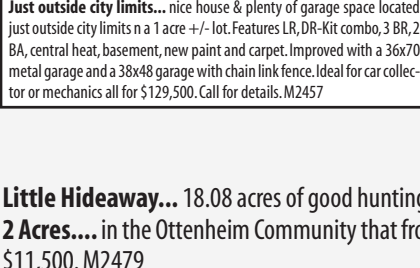 Just outside city limits... nice house & plenty of garage space located
just outside city limits n a 1 acre +/- lot. Features LR, DR-Kit combo, 3 BR, 2
BA, central heat, basement, new paint and carpet. Improved with a 36x70
metal garage and a 38x48 garage with chain link fence. Ideal for car collec-
tor or mechanics all for $129,500. Call for details. M2457
Little Hideaway... 18.08 acres of good hunting
2 Acres.... in the Ottenheim Community that fro
$11,500. M2479